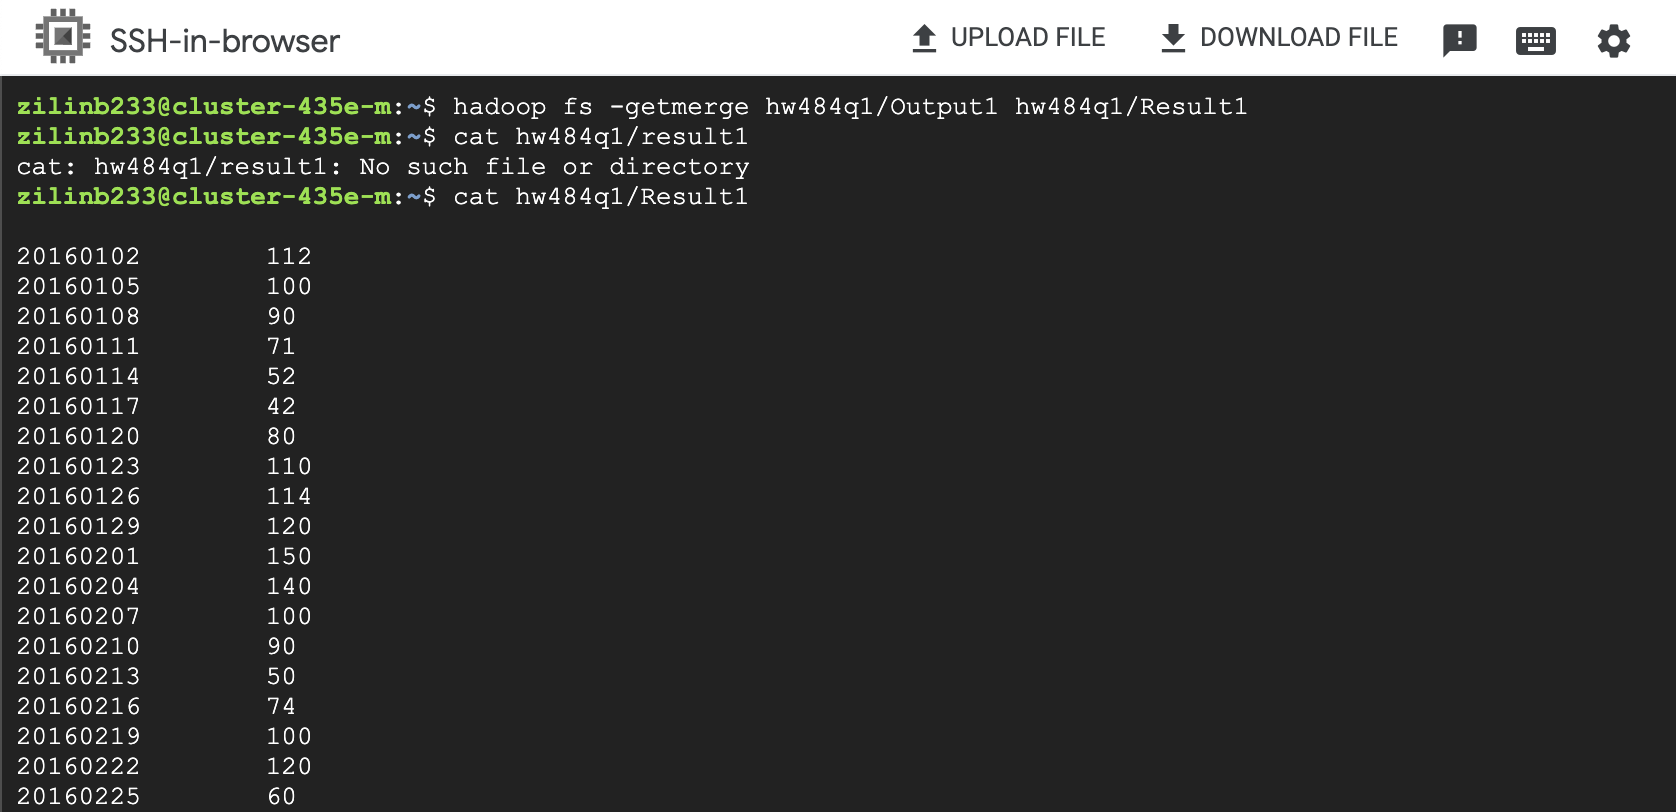 SSH-in-browser
UPLOAD FILE
DOWNLOAD FILE
zilinb233@cluster-435e-m:~$ hadoop fs -getmerge hw484q1/Output1 hw484q1/Result1
zilinb233@cluster-435e-m:~$ cat hw484q1/result1
cat: hw484q1/result1: No such file or directory
zilinb233@cluster-435e-m:~$ cat hw484q1/Result1
20160102 112
20160105 100
20160108 90
20160111 71
20160114 52
20160117 42
20160120 80
20160123 110
20160126 114
20160129 120
20160201 150
20160204 140
20160207 100
20160210 90
20160213 50
20160216 74
20160219 100
20160222 120
20160225 60